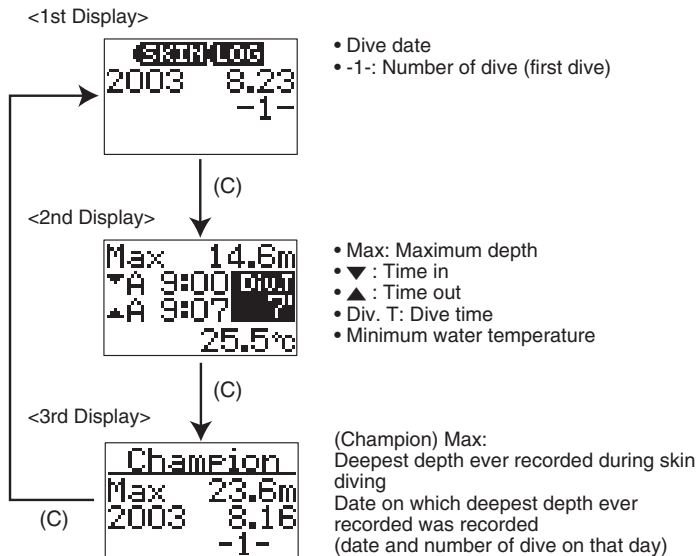 <1st Display>
SKIN LOG
2003 8.23
-1-
• Dive date
• -1-: Number of dive (first dive)
(C)
<2nd Display>
Max 14.6m
▼A 9:00 Div.T
▲A 9:07 7'
25.5°C
• Max: Maximum depth
• ▼ : Time in
• ▲ : Time out
• Div. T: Dive time
• Minimum water temperature
(C)
<3rd Display>
Champion
Max 23.6m
2003 8.16
-1-
(C)
(Champion) Max:
Deepest depth ever recorded during skin
diving
Date on which deepest depth ever
recorded was recorded
(date and number of dive on that day)